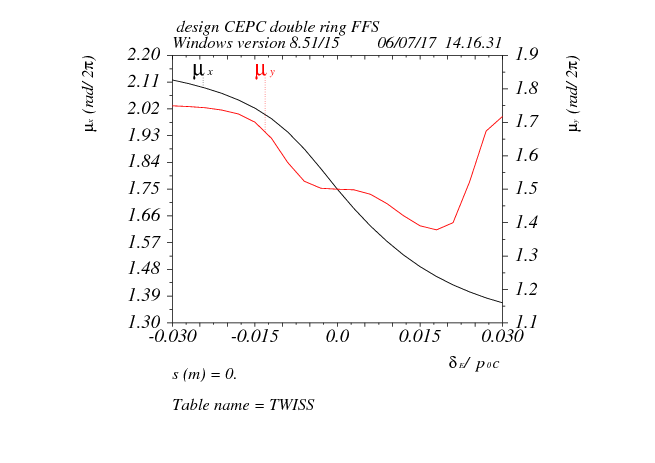 design CEPC double ring FFS
Windows version 8.51/15 06/07/17 14.16.31
2.20 1.9
μx μy
2.11 1.8
2.02 1.7
1.93
1.84 1.6
1.75 1.5
1.66 1.4
1.57 1.3
1.48
1.39 1.2
1.30 1.1
μx (rad/ 2π)
μy (rad/ 2π)
-0.030 -0.015 0.0 0.015 0.030
δE/ p0c
s (m) = 0.
Table name = TWISS